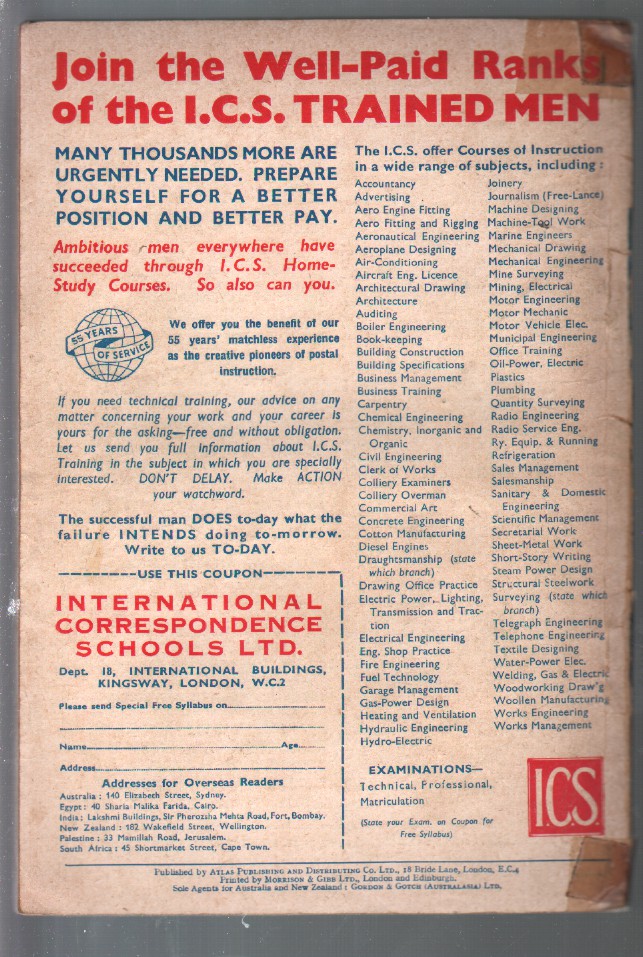 Join the Well-Paid Ranks
of the I.C.S. TRAINED MEN
MANY THOUSANDS MORE ARE
URGENTLY NEEDED. PREPARE
YOURSELF FOR A BETTER
POSITION AND BETTER PAY.
Ambitious men everywhere have
succeeded through I.C.S. Home-
Study Courses. So also can you.
55 YEARS
OF SERVICE
We offer you the benefit of our
55 years' matchless experience
as the creative pioneers of postal
instruction.
If you need technical training, our advice on any
matter concerning your work and your career is
yours for the asking—free and without obligation.
Let us send you full information about I.C.S.
Training in the subject in which you are specially
interested. DON'T DELAY. Make ACTION
your watchword.
The successful man DOES to-day what the
failure INTENDS doing to-morrow.
Write to us TO-DAY.
USE THIS COUPON
INTERNATIONAL
CORRESPONDENCE
SCHOOLS LTD.
Dept. 18, INTERNATIONAL BUILDINGS,
KINGSWAY, LONDON, W.C.2
Please send Special Free Syllabus on
Name Age
Address
Addresses for Overseas Readers
Australia : 140 Elizabeth Street, Sydney.
Egypt : 40 Sharia Malika Farida, Cairo.
India : Lakshmi Buildings, Sir Pherozsha Mehta Road, Fort, Bombay.
New Zealand : 182 Wakefield Street, Wellington.
Palestine : 33 Mamillah Road, Jerusalem.
South Africa : 45 Shortmarket Street, Cape Town.
The I.C.S. offer Courses of Instruction
in a wide range of subjects, including :
Accountancy
Advertising
Aero Engine Fitting
Aero Fitting and Rigging
Aeronautical Engineering
Aeroplane Designing
Air-Conditioning
Aircraft Eng. Licence
Architectural Drawing
Architecture
Auditing
Boiler Engineering
Book-keeping
Building Construction
Building Specifications
Business Management
Business Training
Carpentry
Chemical Engineering
Chemistry, Inorganic and
Organic
Civil Engineering
Clerk of Works
Colliery Examiners
Colliery Overman
Commercial Art
Concrete Engineering
Cotton Manufacturing
Diesel Engines
Draughtsmanship (state
which branch)
Drawing Office Practice
Electric Power, Lighting,
Transmission and Trac-
tion
Electrical Engineering
Eng. Shop Practice
Fire Engineering
Fuel Technology
Garage Management
Gas-Power Design
Heating and Ventilation
Hydraulic Engineering
Hydro-Electric
Joinery
Journalism (Free-Lance)
Machine Designing
Machine-Tool Work
Marine Engineers
Mechanical Drawing
Mechanical Engineering
Mine Surveying
Mining, Electrical
Motor Engineering
Motor Mechanic
Motor Vehicle Elec.
Municipal Engineering
Office Training
Oil-Power, Electric
Plastics
Plumbing
Quantity Surveying
Radio Engineering
Radio Service Eng.
Ry. Equip. & Running
Refrigeration
Sales Management
Salesmanship
Sanitary & Domestic
Engineering
Scientific Management
Secretarial Work
Sheet-Metal Work
Short-Story Writing
Steam Power Design
Structural Steelwork
Surveying (state which
branch)
Telegraph Engineering
Telephone Engineering
Textile Designing
Water-Power Elec.
Welding, Gas & Electric
Woodworking Draw'g
Woollen Manufacturing
Works Engineering
Works Management
EXAMINATIONS—
Technical, Professional,
Matriculation
(State your Exam. on Coupon for
Free Syllabus)
I.C.S.
Published by ATLAS PUBLISHING AND DISTRIBUTING CO. LTD., 18 Bride Lane, London, E.C.4
Printed by MORRISON & GIBB LTD., London and Edinburgh.
Sole Agents for Australia and New Zealand : GORDON & GOTCH (AUSTRALASIA) LTD.